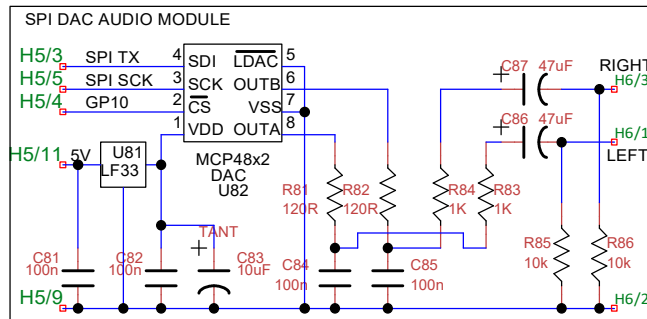 SPI DAC AUDIO MODULE
H5/3 SPI TX 4 SDI LDAC 5
H5/5 SPI SCK 3 SCK OUTB 6
H5/4 GP10 2 CS VSS 7
1 VDD OUTA 8
MCP48x2
DAC
U82
H5/11 5V U81
LF33
C87 47uF RIGHT
H6/3
C86 47uF H6/1
LEFT
R81 R82 R84 R83
120R 120R 1K 1K
R85 R86
10k 10k
TANT
C81 C82 C83 C84 C85
100n 100n 10uF 100n 100n
H5/9 H6/2